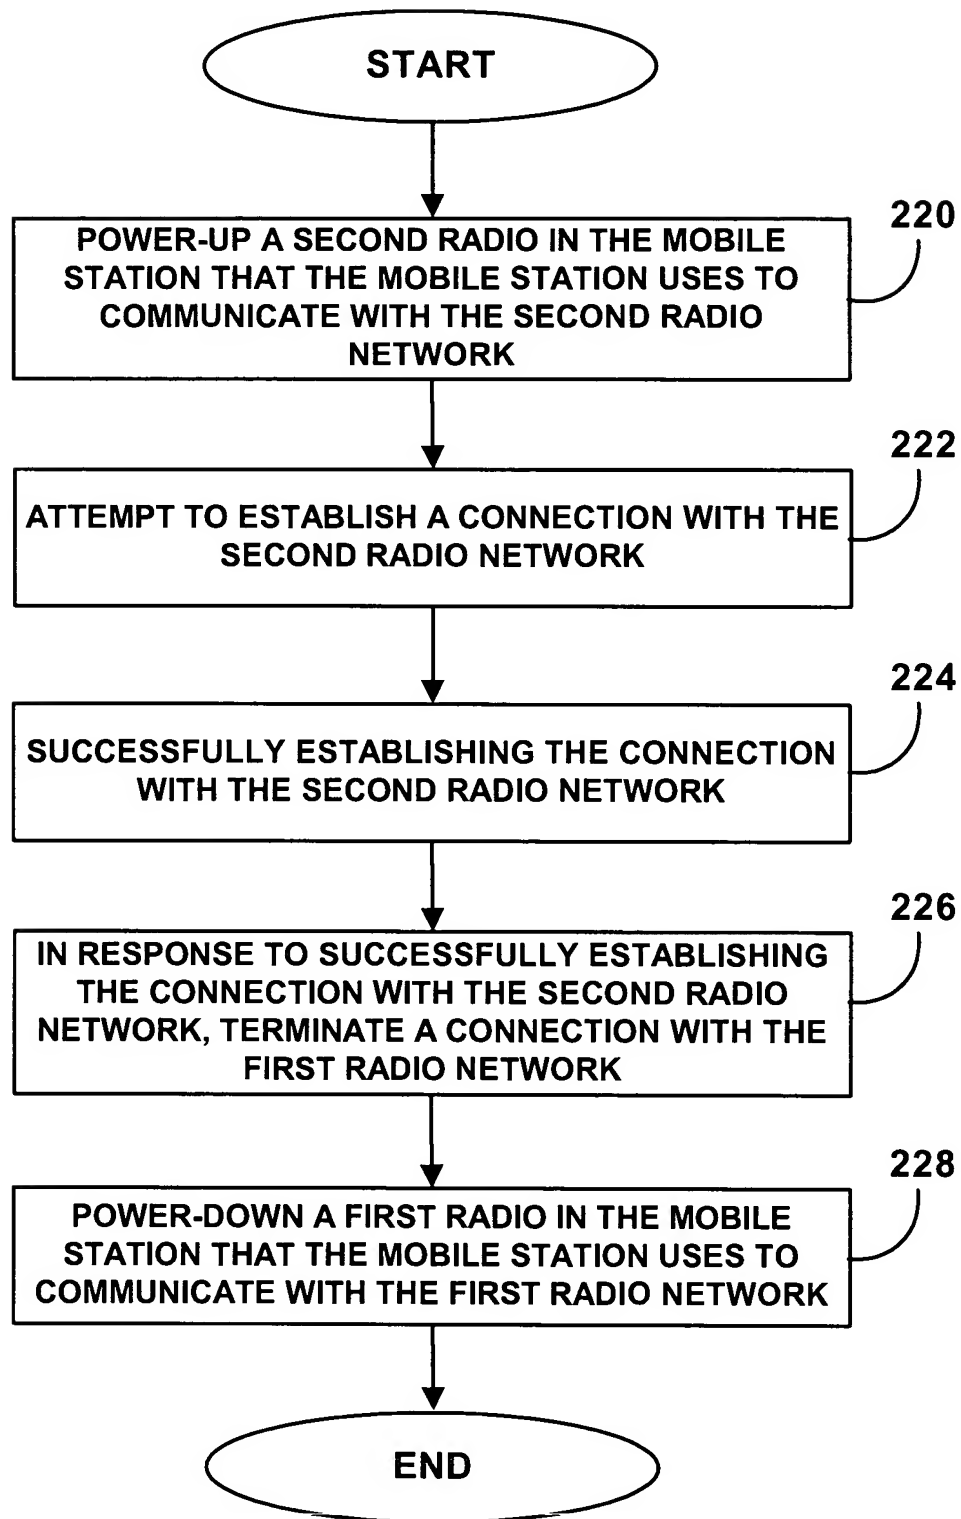 START
220
POWER-UP A SECOND RADIO IN THE MOBILE
STATION THAT THE MOBILE STATION USES TO
COMMUNICATE WITH THE SECOND RADIO
NETWORK
222
ATTEMPT TO ESTABLISH A CONNECTION WITH THE
SECOND RADIO NETWORK
224
SUCCESSFULLY ESTABLISHING THE CONNECTION
WITH THE SECOND RADIO NETWORK
226
IN RESPONSE TO SUCCESSFULLY ESTABLISHING
THE CONNECTION WITH THE SECOND RADIO
NETWORK, TERMINATE A CONNECTION WITH THE
FIRST RADIO NETWORK
228
POWER-DOWN A FIRST RADIO IN THE MOBILE
STATION THAT THE MOBILE STATION USES TO
COMMUNICATE WITH THE FIRST RADIO NETWORK
END